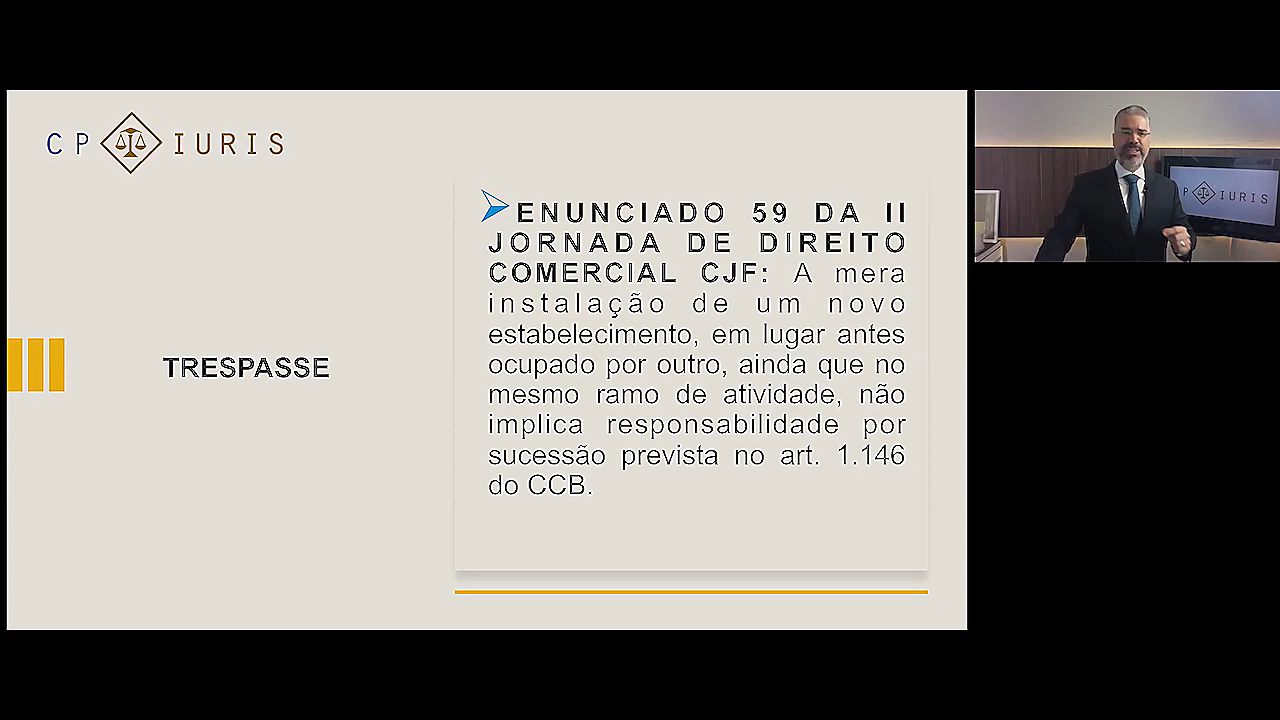 CP IURIS
TRESPASSE
ENUNCIADO 59 DA II
JORNADA DE DIREITO
COMERCIAL CJF: A mera
instalação de um novo
estabelecimento, em lugar antes
ocupado por outro, ainda que no
mesmo ramo de atividade, não
implica responsabilidade por
sucessão prevista no art. 1.146
do CCB.
P IURIS